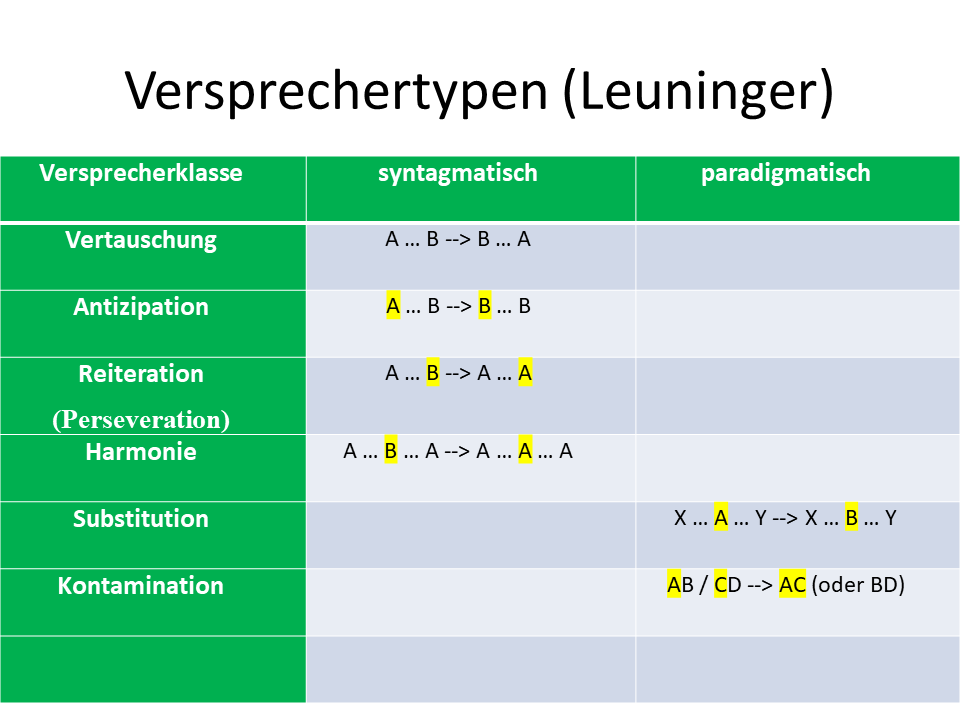 Versprechertypen (Leuninger)
Versprecherklasse syntagmatisch paradigmatisch
Vertauschung A … B --> B … A
Antizipation A … B --> B … B
Reiteration A … B --> A … A
(Perseveration)
Harmonie A … B … A --> A … A … A
Substitution X … A … Y --> X … B … Y
Kontamination AB / CD --> AC (oder BD)